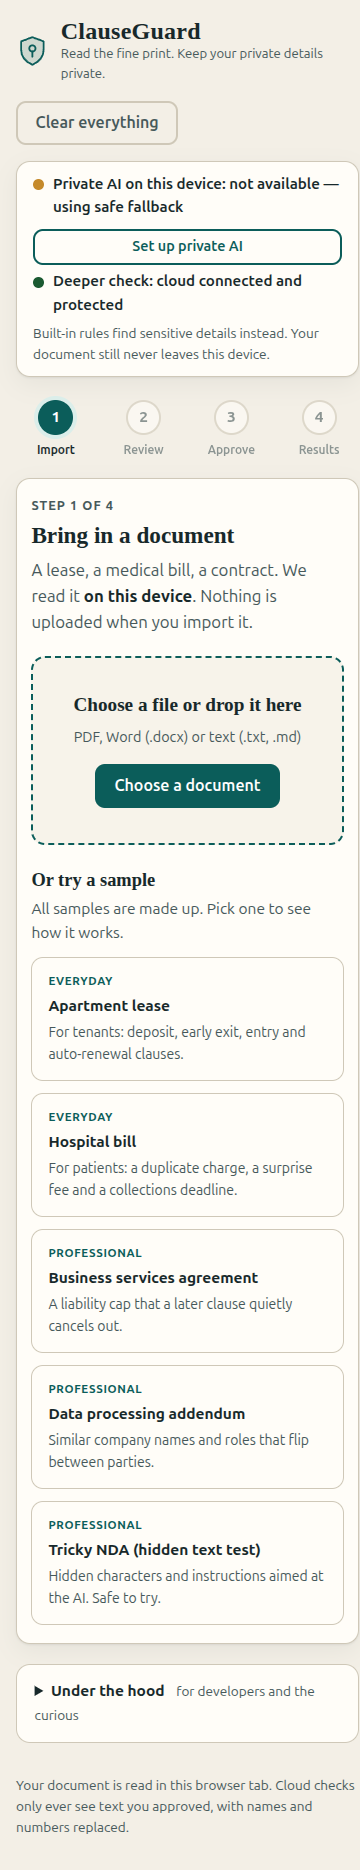 ClauseGuard
Read the fine print. Keep your private details
private.
Clear everything
Private AI on this device: not available —
using safe fallback
Set up private AI
Deeper check: cloud connected and
protected
Built-in rules find sensitive details instead. Your
document still never leaves this device.
1 2 3 4
Import Review Approve Results
STEP 1 OF 4
Bring in a document
A lease, a medical bill, a contract. We
read it on this device. Nothing is
uploaded when you import it.
Choose a file or drop it here
PDF, Word (.docx) or text (.txt, .md)
Choose a document
Or try a sample
All samples are made up. Pick one to see
how it works.
EVERYDAY
Apartment lease
For tenants: deposit, early exit, entry and
auto-renewal clauses.
EVERYDAY
Hospital bill
For patients: a duplicate charge, a surprise
fee and a collections deadline.
PROFESSIONAL
Business services agreement
A liability cap that a later clause quietly
cancels out.
PROFESSIONAL
Data processing addendum
Similar company names and roles that flip
between parties.
PROFESSIONAL
Tricky NDA (hidden text test)
Hidden characters and instructions aimed at
the AI. Safe to try.
Under the hood for developers and the
curious
Your document is read in this browser tab. Cloud checks
only ever see text you approved, with names and
numbers replaced.